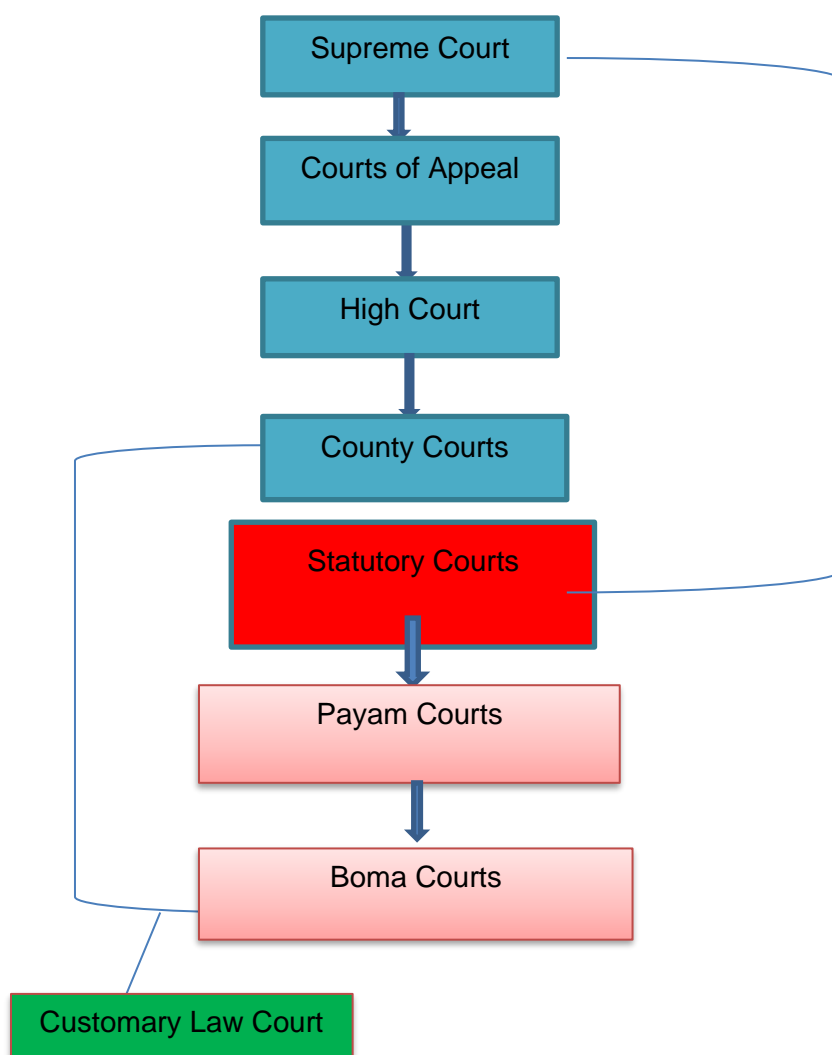 Supreme Court
Courts of Appeal
High Court
County Courts
Statutory Courts
Payam Courts
Boma Courts
Customary Law Court